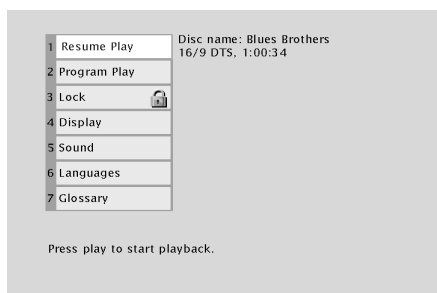 1 Resume Play
2 Program Play
3 Lock
4 Display
5 Sound
6 Languages
7 Glossary
Disc name: Blues Brothers
16/9 DTS, 1:00:34
Press play to start playback.